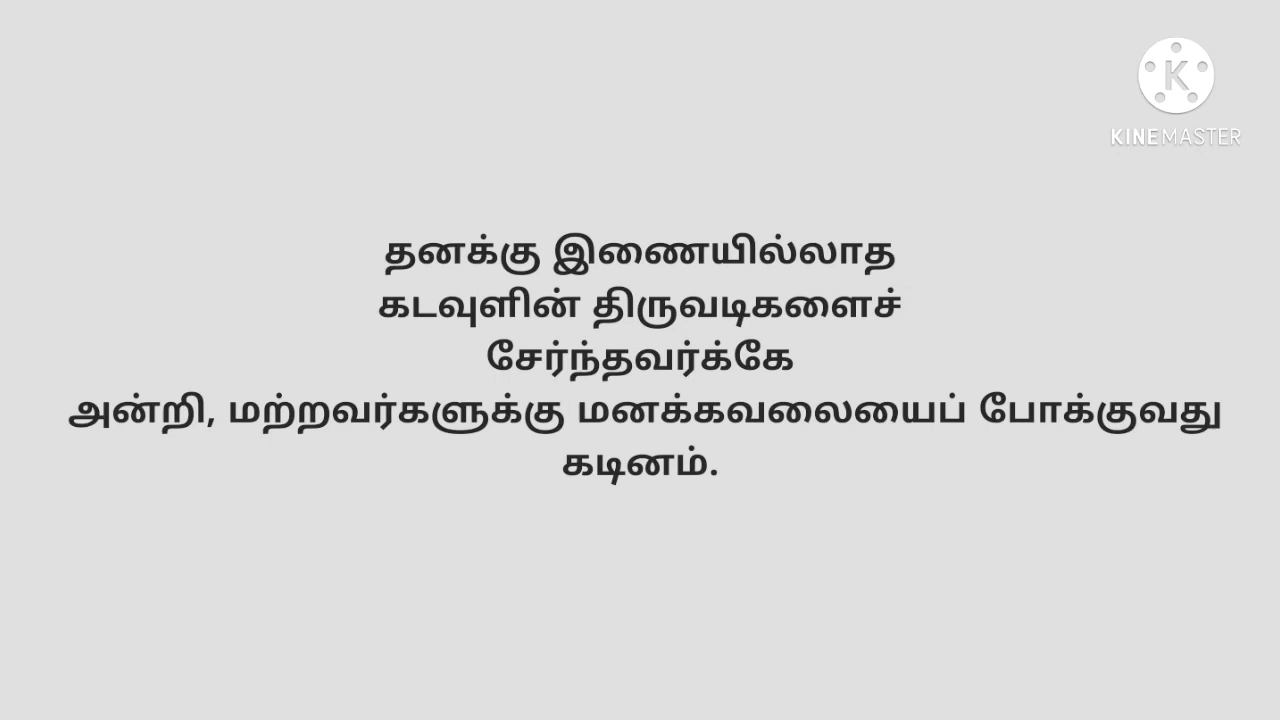 K
KINEMASTER
தனக்கு இணையில்லாத
கடவுளின் திருவடிகளைச்
சேர்ந்தவர்க்கே
அன்றி, மற்றவர்களுக்கு மனக்கவலையைப் போக்குவது
கடினம்.